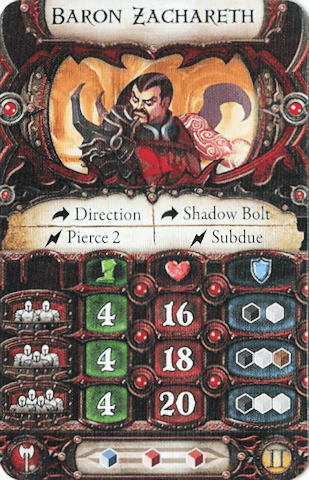 Baron Zachareth
Direction Shadow Bolt
Pierce 2 Subdue
4 16
4 18
4 20
II